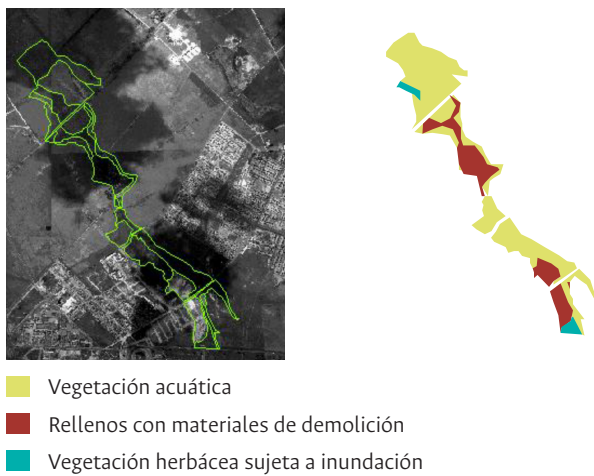 Vegetación acuática
Rellenos con materiales de demolición
Vegetación herbácea sujeta a inundación